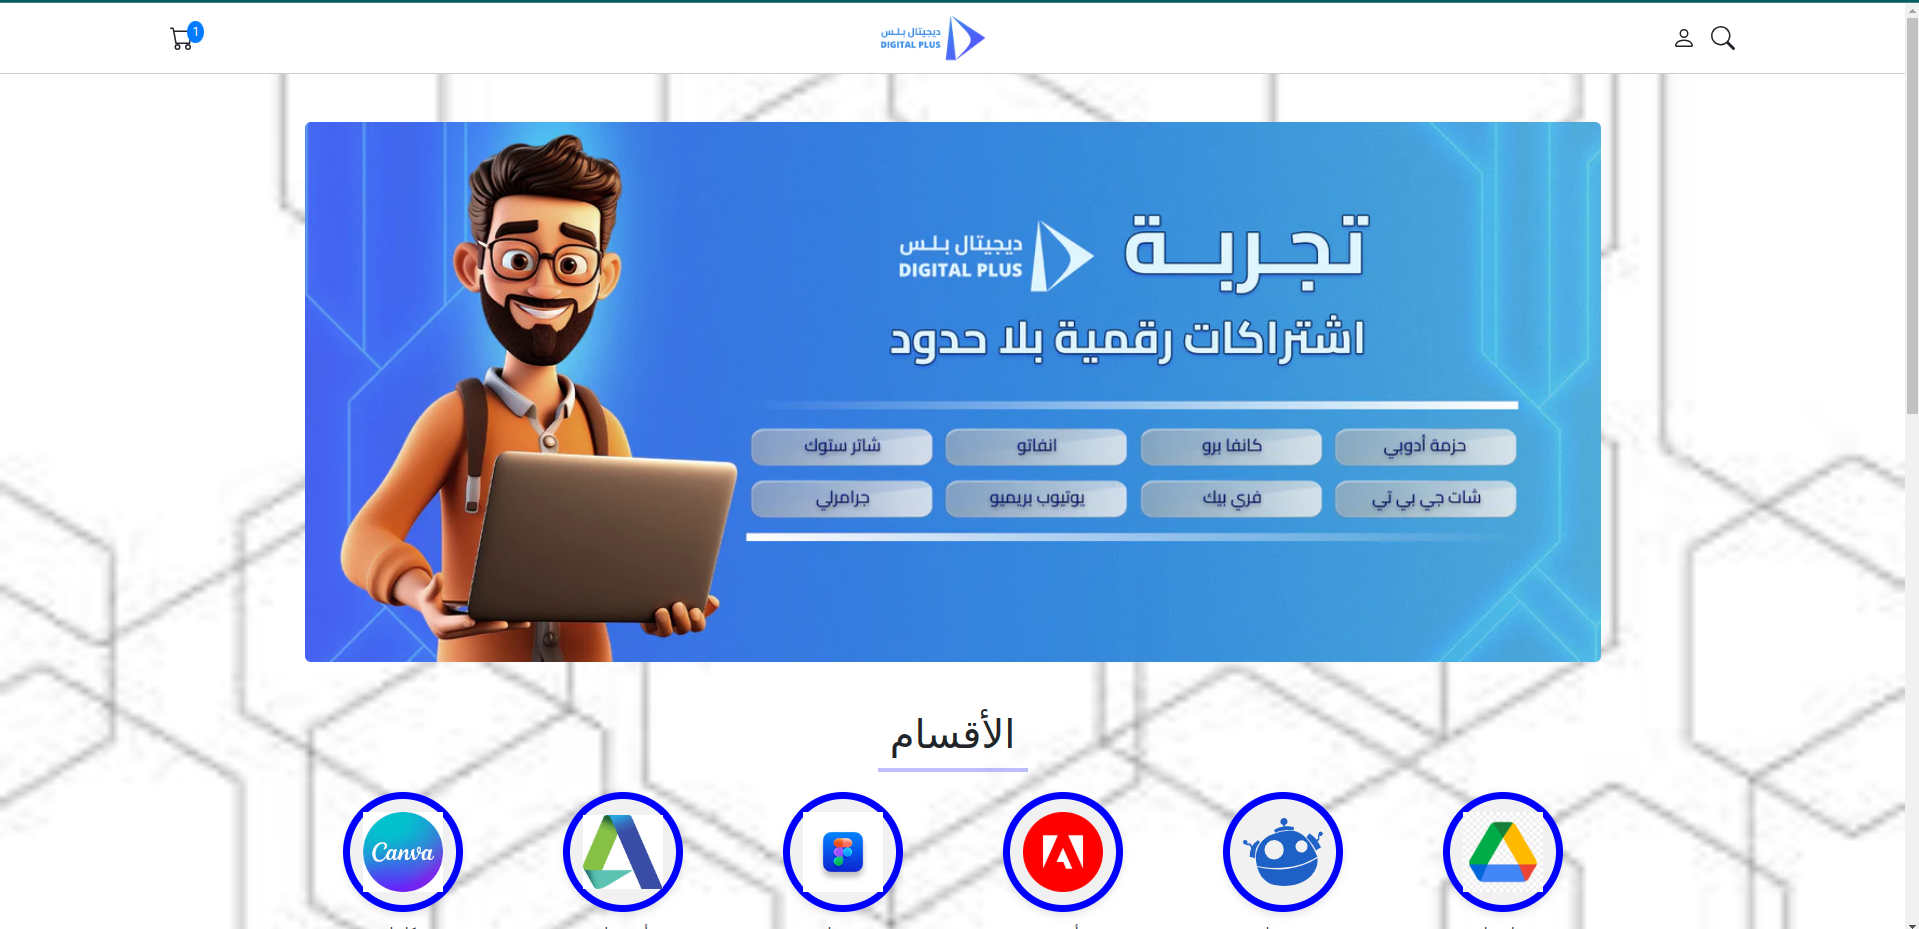 1
ديجيتال بلس
DIGITAL PLUS
تجربة
ديجيتال بلس
DIGITAL PLUS
اشتراكات رقمية بلا حدود
حزمة أدوبي
كانفا برو
انفاتو
شاتر ستوك
شات جي بي تي
فري بيك
يوتيوب بريميو
جرامرلي
الأقسام
Canva